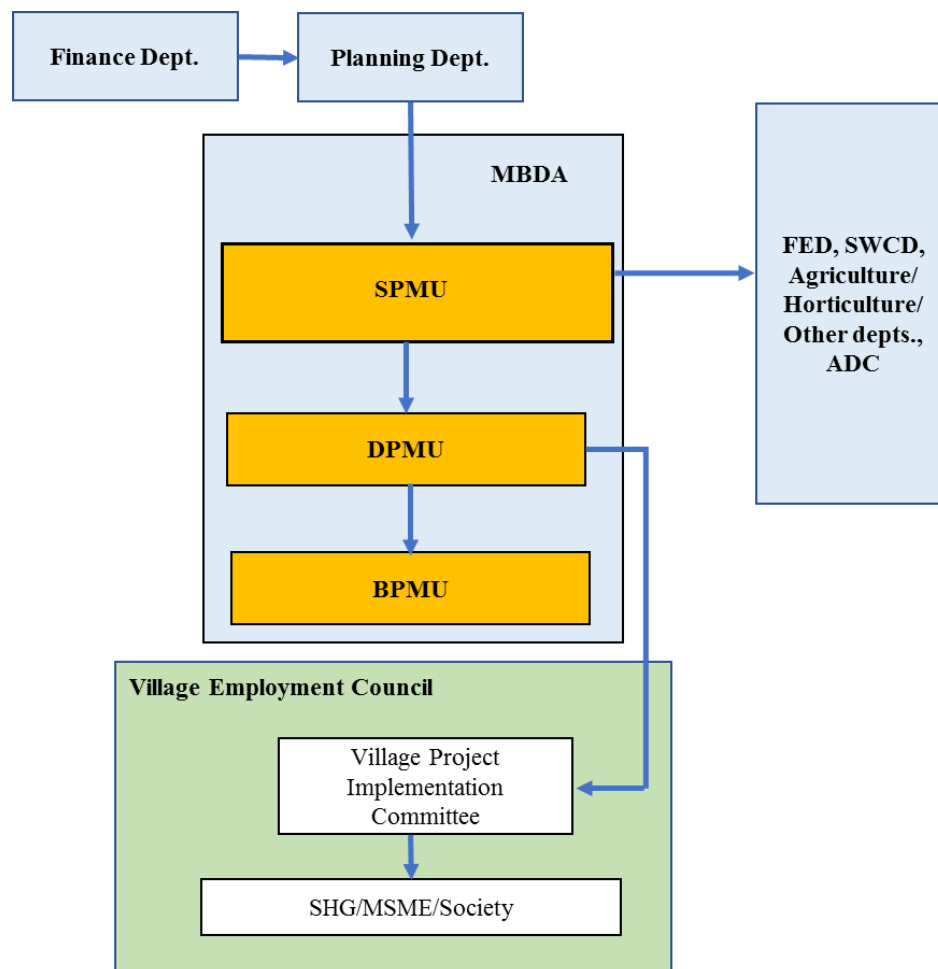 Finance Dept.
Planning Dept.
MBDA
SPMU
FED, SWCD,
Agriculture/
Horticulture/
Other depts.,
ADC
DPMU
BPMU
Village Employment Council
Village Project
Implementation
Committee
SHG/MSME/Society